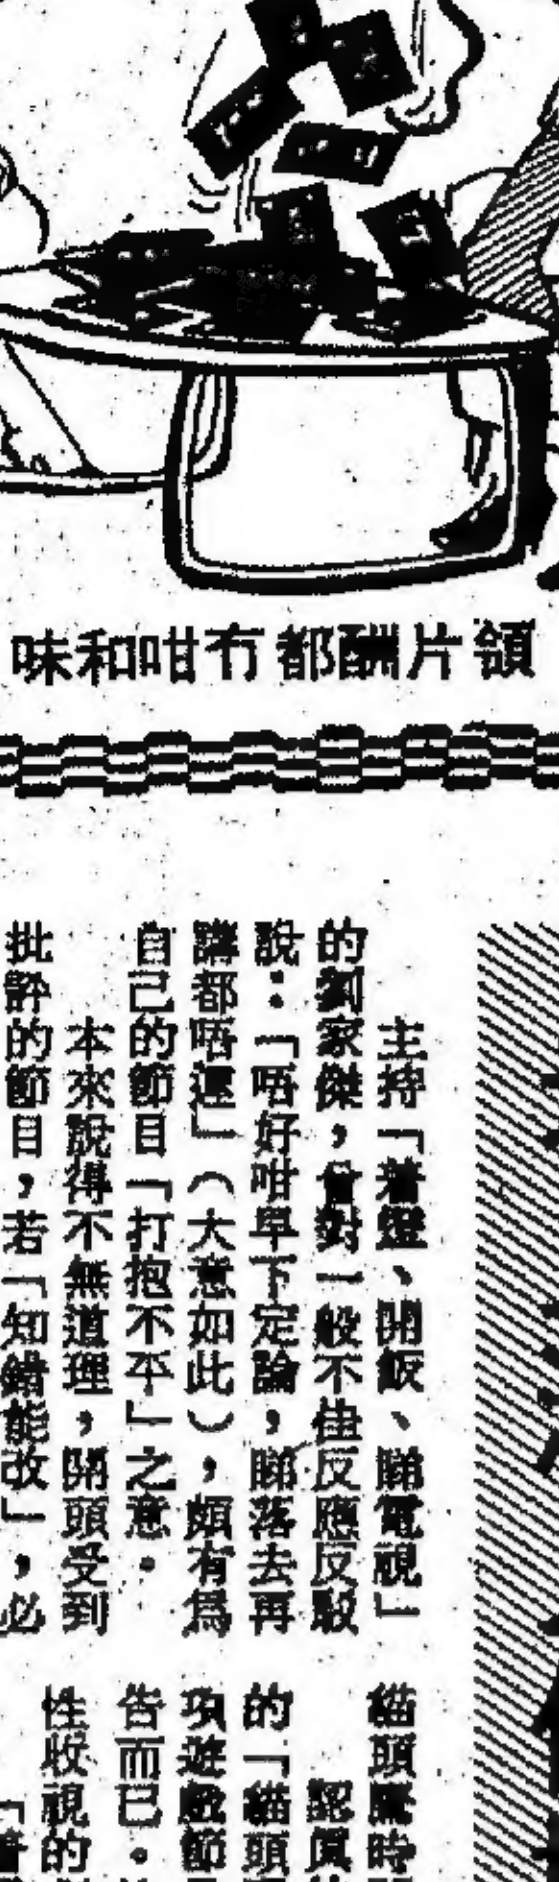 領片酬都冇咁和味
主持「着燈、開飯、睇電視」
的劉家傑，曾對一般不佳反應反駁
說：「唔好咁早下定論，睇落去再
講都唔遲」（大意如此），頗有爲
自己的節目「打抱不平」之意。
本來說得不無道理，開頭受到
批評的節目，若「知錯能改」，必
貓頭鷹時
認眞
的「貓頭
項遊戲節
告而已。
性收視的